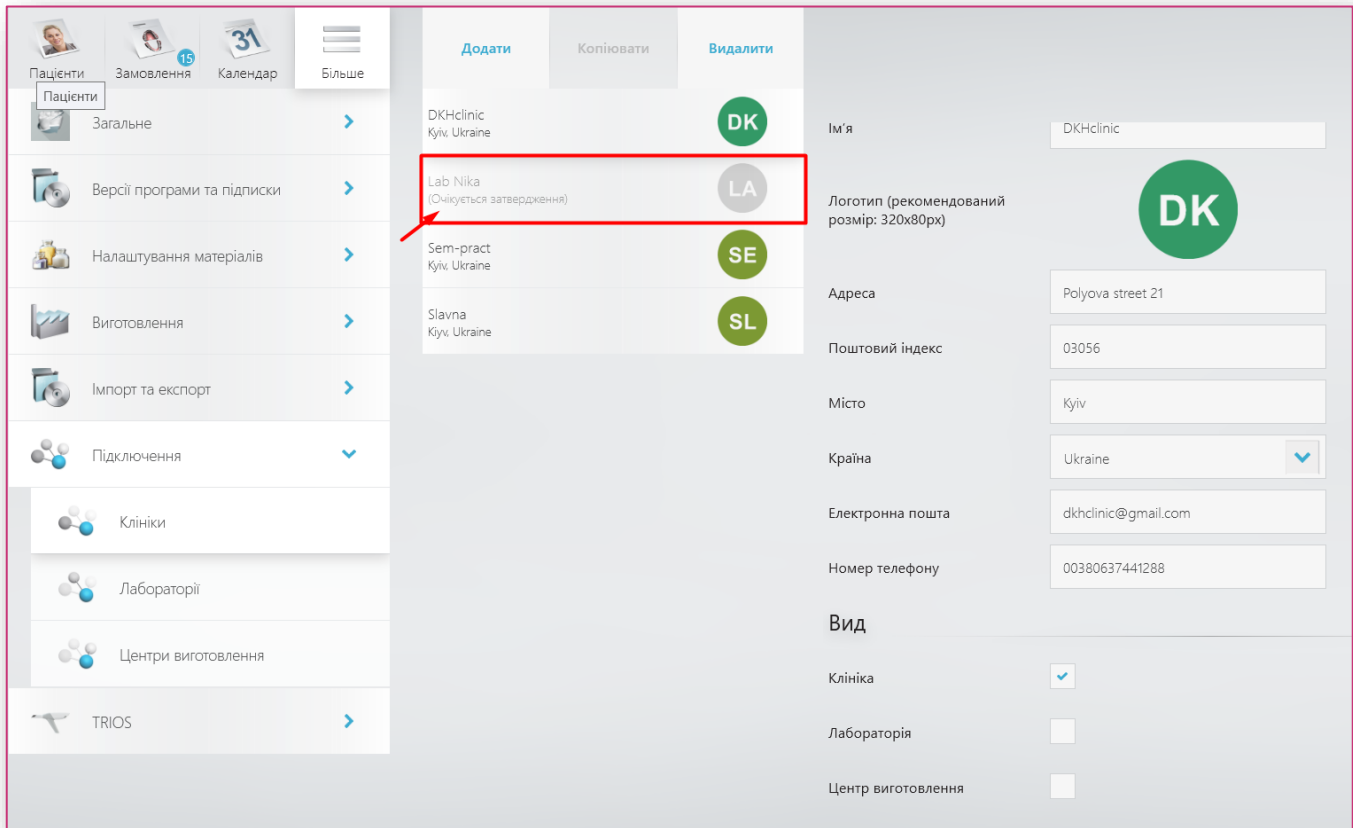 31
15
Пацієнти
Замовлення
Календар
Більше
Пацієнти
Загальне
Версії програми та підписки
Налаштування матеріалів
Виготовлення
Імпорт та експорт
Підключення
Клініки
Лабораторії
Центри виготовлення
TRIOS
Додати
Копіювати
Видалити
DKHclinic
Kyiv, Ukraine
DK
Lab Nika
(Очікується затвердження)
LA
Sem-pract
Kyiv, Ukraine
SE
Slavna
Kiyv, Ukraine
SL
Ім'я
DKHclinic
Логотип (рекомендований
розмір: 320x80px)
DK
Адреса
Polyova street 21
Поштовий індекс
03056
Місто
Kyiv
Країна
Ukraine
Електронна пошта
dkhclinic@gmail.com
Номер телефону
00380637441288
Вид
Клініка
Лабораторія
Центр виготовлення